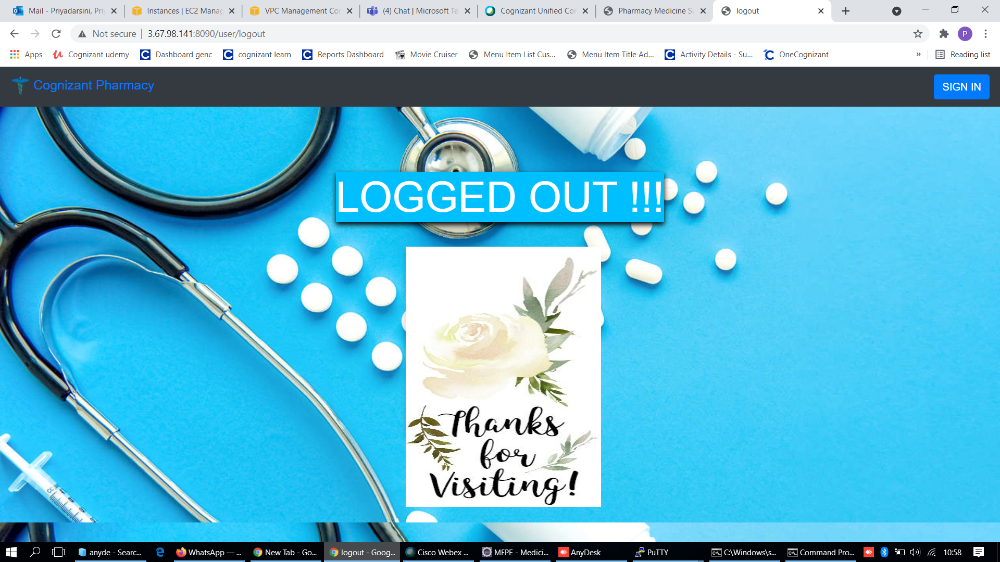 Mail - Priyadarsini, Pri
Instances | EC2 Manag
VPC Management Con
(4) Chat | Microsoft Te
Cognizant Unified Con
Pharmacy Medicine Su
logout
Not secure
3.67.98.141:8090/user/logout
P
Apps
Cognizant udemy
Dashboard genc
cognizant learn
Reports Dashboard
Movie Cruiser
Menu Item List Cus...
Menu Item Title Ad...
Activity Details - Su...
OneCognizant
»
Reading list
Cognizant Pharmacy
SIGN IN
LOGGED OUT !!!
Thanks
for
Visiting!
anyde - Searc...
WhatsApp — ...
New Tab - Go...
logout - Goog...
Cisco Webex ...
MFPE - Medici...
AnyDesk
PuTTY
C:\Windows\s...
Command Pro...
10:58